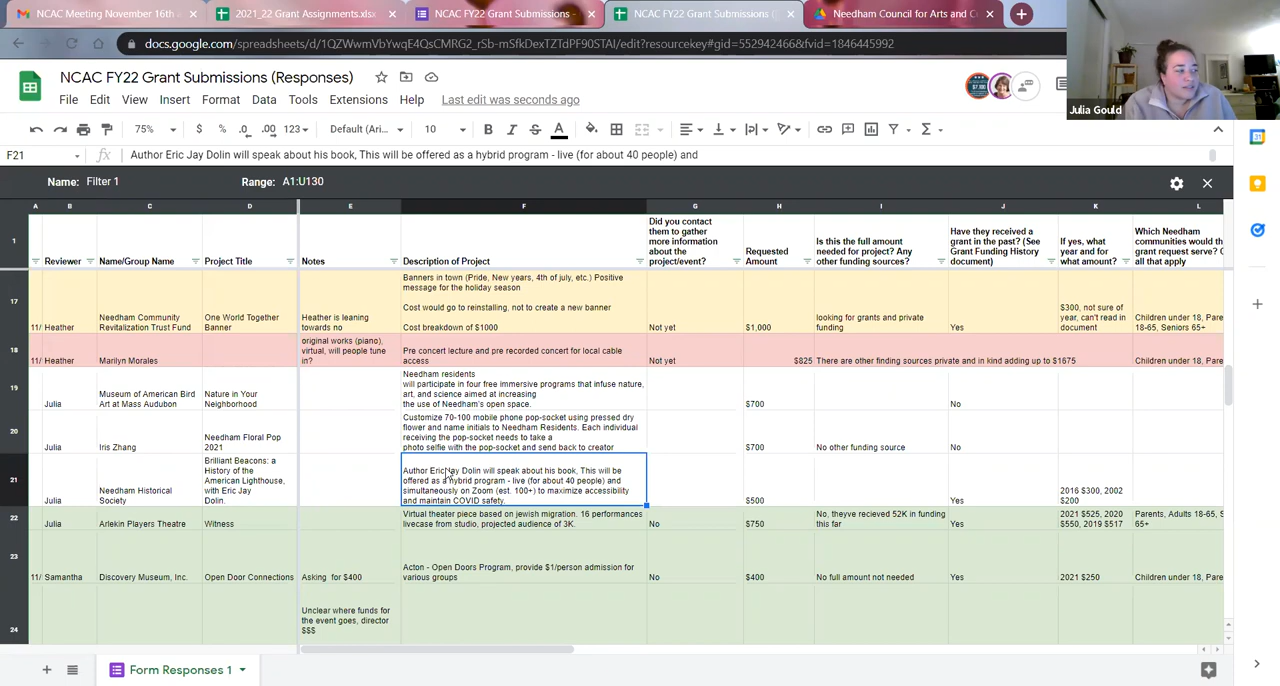 NCAC Meeting November 16th
2021_22 Grant Assignments.xlsx
NCAC FY22 Grant Submissions -
NCAC FY22 Grant Submissions (
Needham Council for Arts and C
docs.google.com/spreadsheets/d/1QZWwmVbYwqE4QsCMRG2_rSb-mSfkDexTZTdPF90STAI/edit?resourcekey#gid=552942466&fvid=1846445992
Julia Gould
NCAC FY22 Grant Submissions (Responses)
File Edit View Insert Format Data Tools Extensions Help Last edit was seconds ago
75% $ % .0 .00 123 Default (Ari... 10 B I S A
F21 fx Author Eric Jay Dolin will speak about his book, This will be offered as a hybrid program - live (for about 40 people) and
Name: Filter 1 Range: A1:U130
A B C D E F G H I J K L
1 Reviewer Name/Group Name Project Title Notes Description of Project
Did you contact
them to gather
more information
about the
project/event?
Requested
Amount
Is this the full amount
needed for project? Any
other funding sources?
Have they received a
grant in the past? (See
Grant Funding History
document)
If yes, what
year and for
what amount?
Which Needham
communities would th
grant request serve? C
all that apply
17
11/ Heather
Needham Community
Revitalization Trust Fund
One World Together
Banner
Heather is leaning
towards no
Banners in town (Pride, New years, 4th of july, etc.) Positive
message for the holiday season
Cost would go to reinstalling, not to create a new banner
Cost breakdown of $1000
Not yet
$1,000
looking for grants and private
funding
Yes
$300, not sure of
year, can't read in
document
Children under 18, Pare
18-65, Seniors 65+
18
11/ Heather
Marilyn Morales
original works (piano),
virtual, will people tune
in?
Pre concert lecture and pre recorded concert for local cable
access
Not yet
$825
There are other finding sources private and in kind adding up to $1675
Children under 18, Pare
19
Julia
Museum of American Bird
Art at Mass Audubon
Nature in Your
Neighborhood
Needham residents
will participate in four free immersive programs that infuse nature,
art, and science aimed at increasing
the use of Needham's open space.
$700
No
20
Julia
Iris Zhang
Needham Floral Pop
2021
Customize 70-100 mobile phone pop-socket using pressed dry
flower and name initials to Needham Residents. Each individual
receiving the pop-socket needs to take a
photo selfie with the pop-socket and send back to creator
$700
No other funding source
No
21
Julia
Needham Historical
Society
Brilliant Beacons: a
History of the
American Lighthouse,
with Eric Jay
Dolin.
Author Eric Jay Dolin will speak about his book, This will be
offered as a hybrid program - live (for about 40 people) and
simultaneously on Zoom (est. 100+) to maximize accessibility
and maintain COVID safety.
$500
Yes
2016 $300, 2002
$200
22
Julia
Arlekin Players Theatre
Witness
Virtual theater piece based on jewish migration. 16 performances
livecase from studio, projected audience of 3K.
No
$750
No, theyve recieved 52K in funding
this far
Yes
2021 $525, 2020
$550, 2019 $517
Parents, Adults 18-65, S
65+
23
11/ Samantha
Discovery Museum, Inc.
Open Door Connections
Asking for $400
Acton - Open Doors Program, provide $1/person admission for
various groups
No
$400
No full amount not needed
Yes
2021 $250
Children under 18, Pare
24
Unclear where funds for
the event goes, director
$$$
Form Responses 1